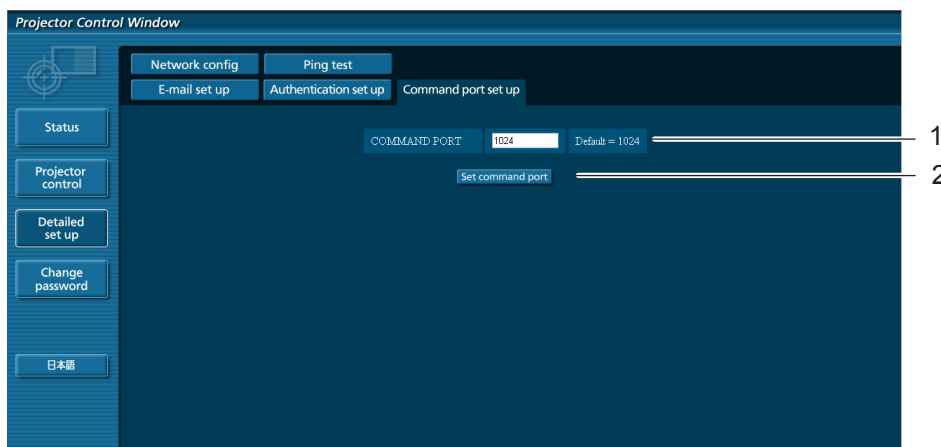 Projector Control Window
Network config
Ping test
E-mail set up
Authentication set up
Command port set up
Status
Projector
control
Detailed
set up
Change
password
日本語
COMMAND PORT
1024
Default = 1024
Set command port
1
2